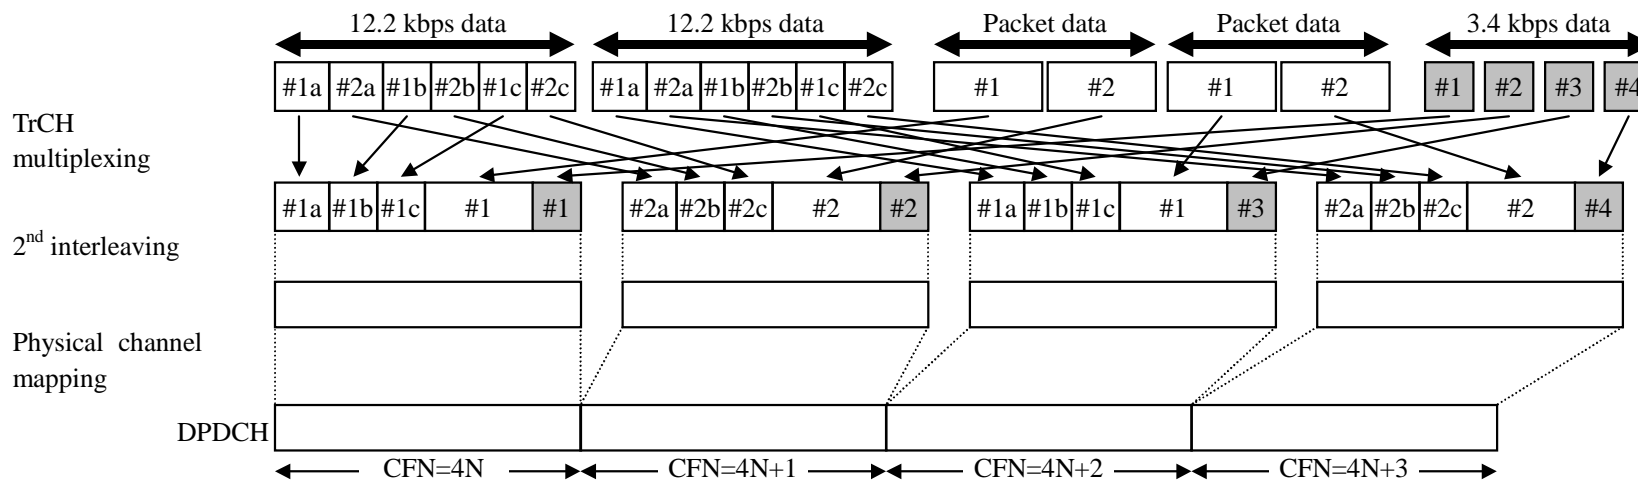 12.2 kbps data 12.2 kbps data Packet data Packet data 3.4 kbps data
#1a #2a #1b #2b #1c #2c #1a #2a #1b #2b #1c #2c #1 #2 #1 #2 #1 #2 #3 #4
TrCH
multiplexing
#1a #1b #1c #1 #1 #2a #2b #2c #2 #2 #1a #1b #1c #1 #3 #2a #2b #2c #2 #4
2nd interleaving
Physical channel
mapping
DPDCH
CFN=4N CFN=4N+1 CFN=4N+2 CFN=4N+3